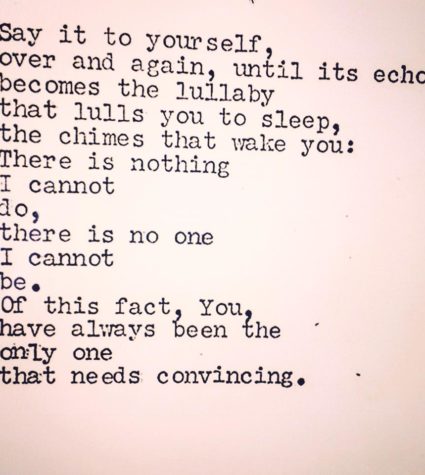 Say it to yourself,
over and again, until its echo
becomes the lullaby
that lulls you to sleep,
the chimes that wake you:
There is nothing
I cannot
do,
there is no one
I cannot
be.
Of this fact, You,
have always been the
only one
that needs convincing.